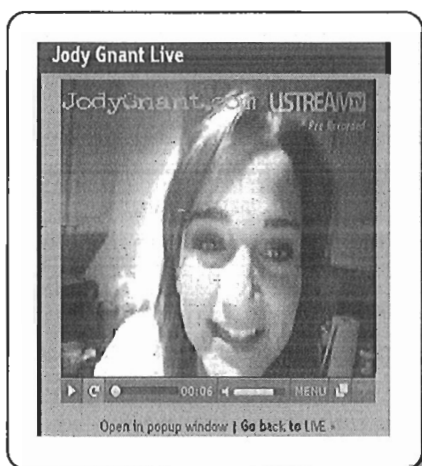 Jody Gnant Live
JodyGnant.com USTREAM TV
Pre Recorded
00:06 MENU
Open in popup window | Go back to LIVE »